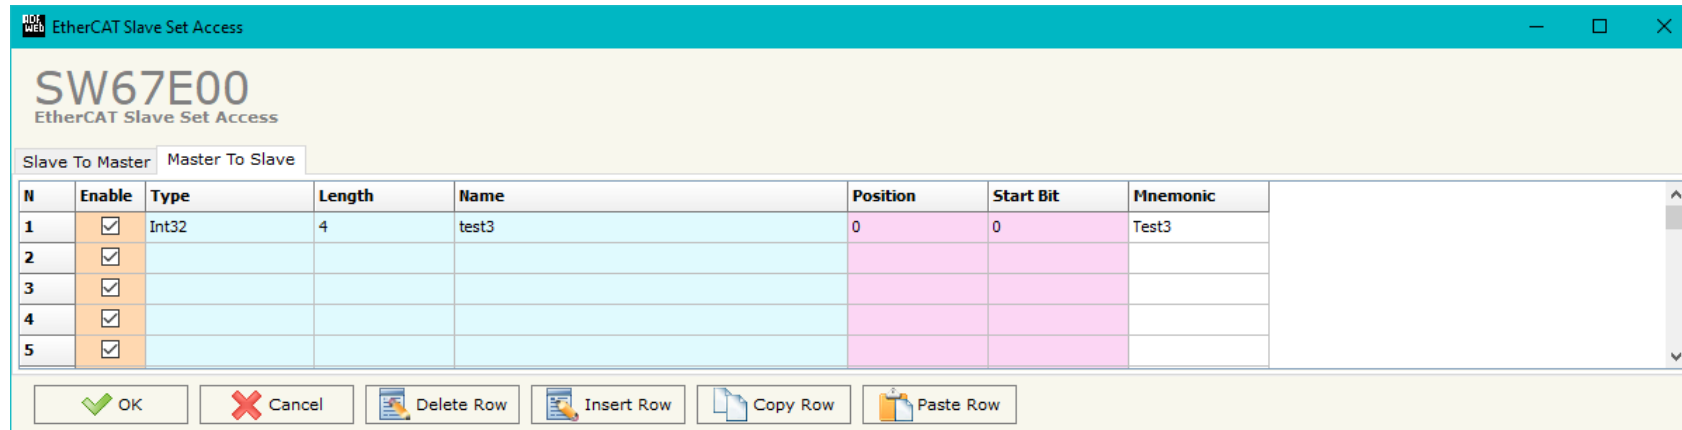 ADF WEB EtherCAT Slave Set Access
SW67E00
EtherCAT Slave Set Access
Slave To Master Master To Slave
N Enable Type Length Name Position Start Bit Mnemonic
1 Int32 4 test3 0 0 Test3
2
3
4
5
OK Cancel Delete Row Insert Row Copy Row Paste Row